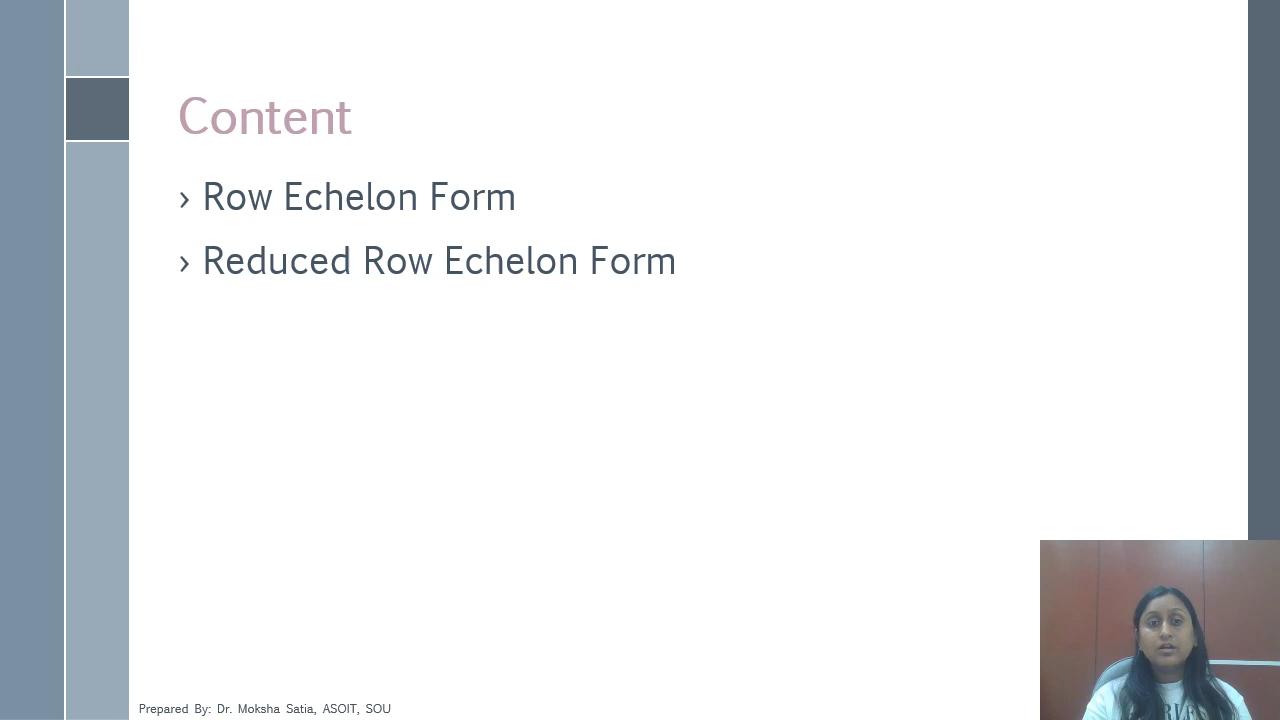 Content
› Row Echelon Form
› Reduced Row Echelon Form
Prepared By: Dr. Moksha Satia, ASOIT, SOU